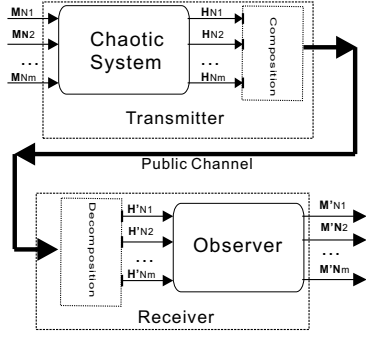 MN1 HN1
MN2 Chaotic HN2
System
... ...
MNm HNm
Composition
Transmitter
Public Channel
Decomposition
H'N1 M'N1
H'N2 Observer M'N2
... ...
H'Nm M'Nm
Receiver